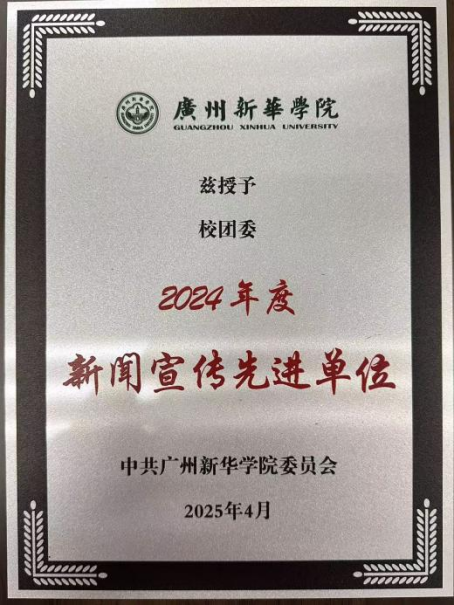 廣州新華學院
GUANGZHOU XINHUA UNIVERSITY
兹授予
校团委
2024年度
新闻宣传先进单位
中共广州新华学院委员会
2025年4月